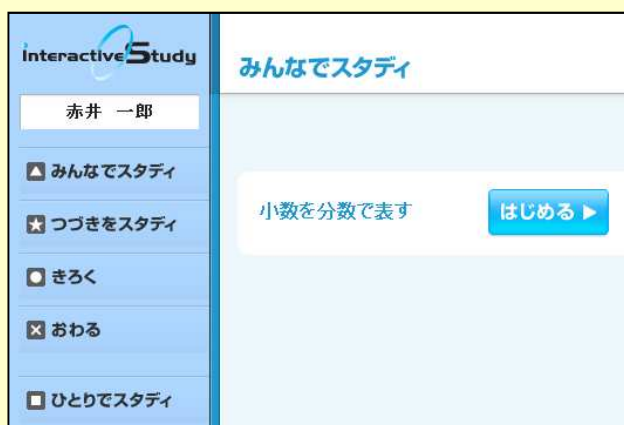 interactiveStudy
赤井 一郎
みんなでスタディ
つづきをスタディ
きろく
おわる
ひとりでスタディ
みんなでスタディ
小数を分数で表す
はじめる